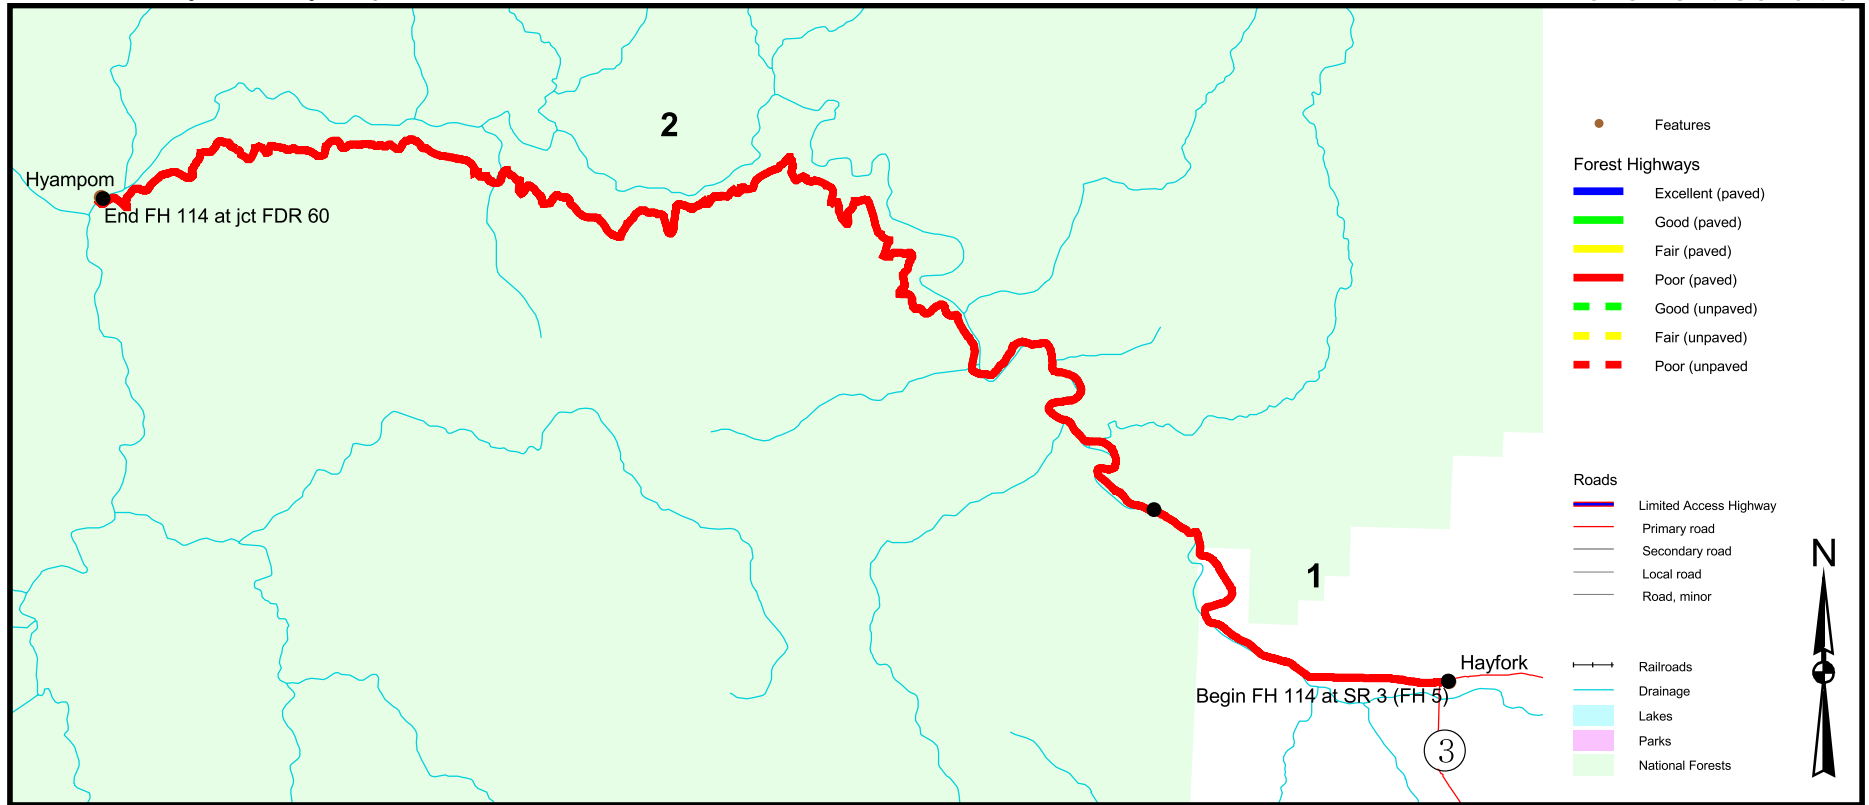 2
Hyampom
End FH 114 at jct FDR 60
1
Hayfork
Begin FH 114 at SR 3 (FH 5)
3
Features
Forest Highways
Excellent (paved)
Good (paved)
Fair (paved)
Poor (paved)
Good (unpaved)
Fair (unpaved)
Poor (unpaved
Roads
Limited Access Highway
Primary road
Secondary road
Local road
Road, minor
Railroads
Drainage
Lakes
Parks
National Forests
N